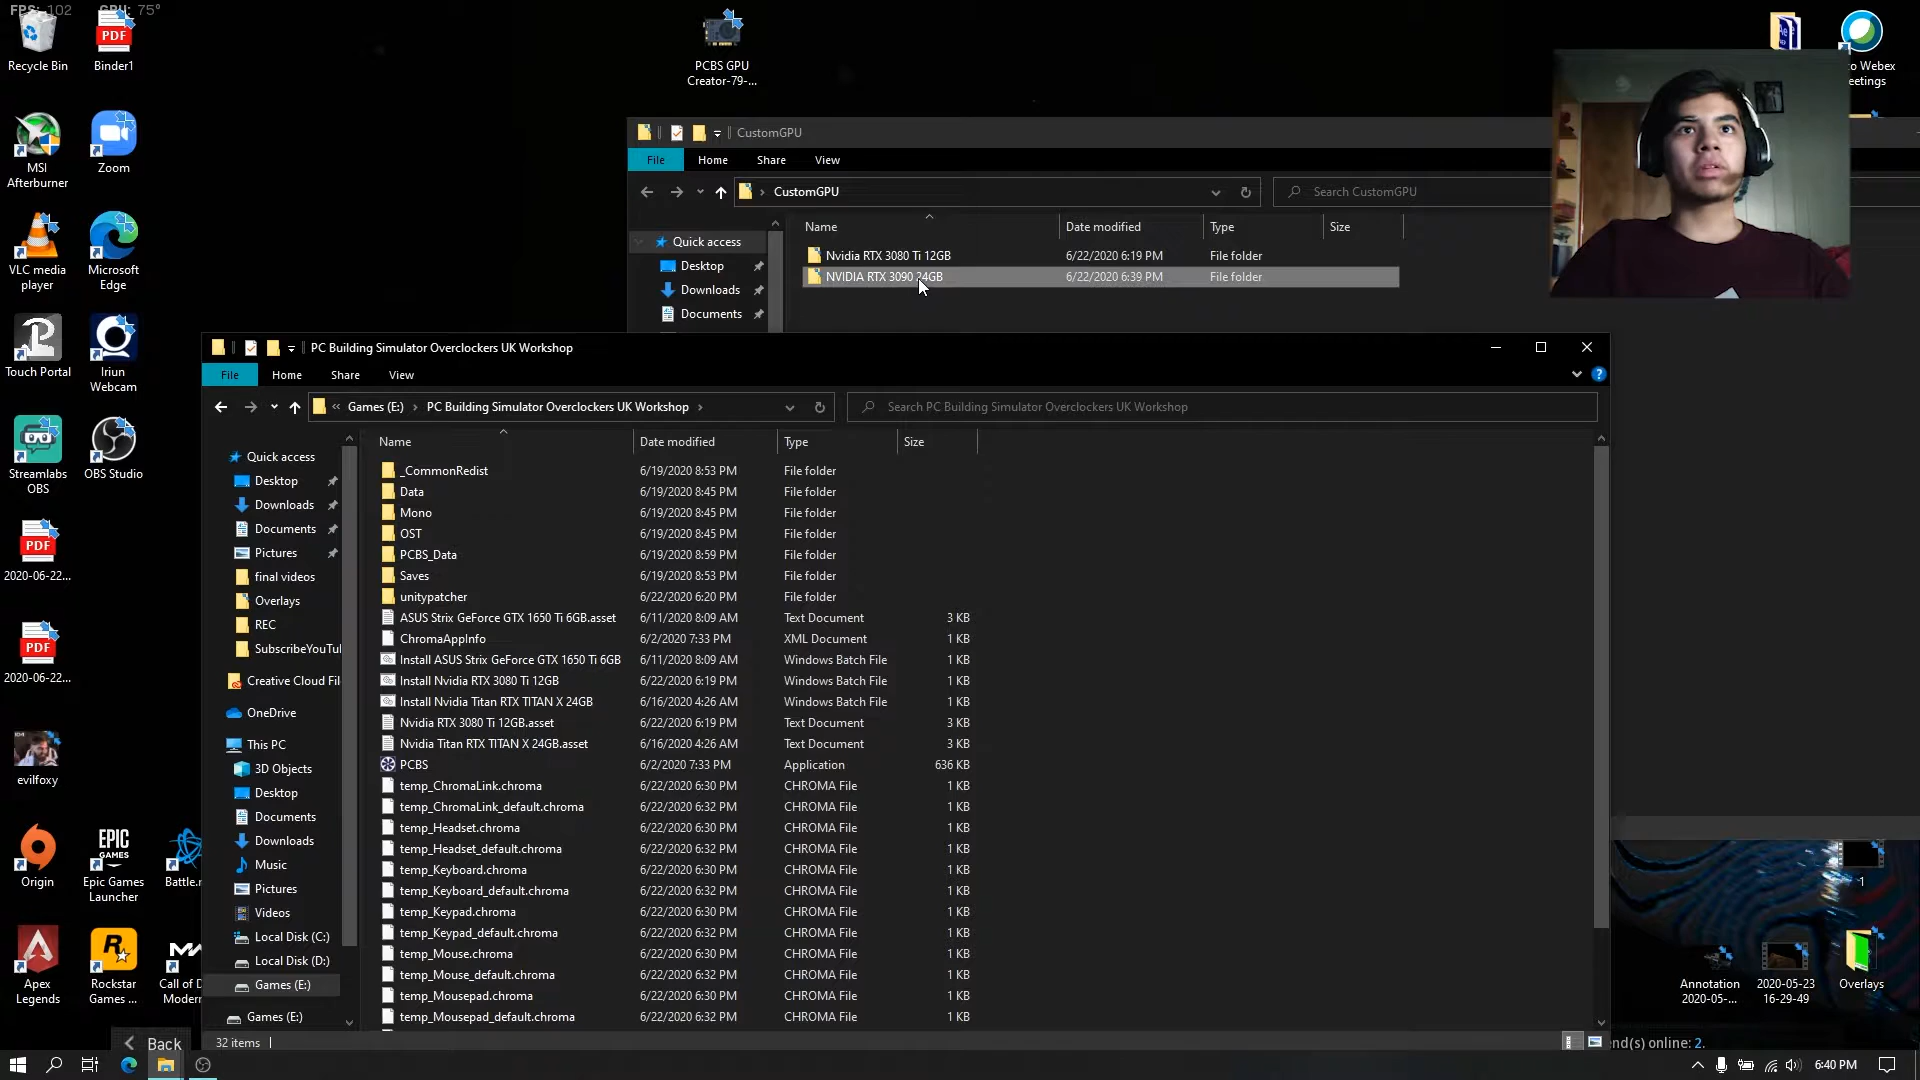 FPS: 102 GPU: 75°
Recycle Bin
Binder1
PCBS GPU
Creator-79-...
o Webex
eetings
MSI
Afterburner
Zoom
VLC media
player
Microsoft
Edge
Touch Portal
Iriun
Webcam
Streamlabs
OBS
OBS Studio
2020-06-22...
2020-06-22...
evilfoxy
Origin
Epic Games
Launcher
Battle.n
Apex
Legends
Rockstar
Games ...
Call of D
Modern
CustomGPU
File Home Share View
CustomGPU
Search CustomGPU
Name Date modified Type Size
Quick access
Desktop
Downloads
Documents
Nvidia RTX 3080 Ti 12GB 6/22/2020 6:19 PM File folder
NVIDIA RTX 3090 24GB 6/22/2020 6:39 PM File folder
PC Building Simulator Overclockers UK Workshop
File Home Share View
« Games (E:) › PC Building Simulator Overclockers UK Workshop ›
Search PC Building Simulator Overclockers UK Workshop
Name Date modified Type Size
Quick access
Desktop
Downloads
Documents
Pictures
final videos
Overlays
REC
SubscribeYouTul
Creative Cloud Fil
OneDrive
This PC
3D Objects
Desktop
Documents
Downloads
Music
Pictures
Videos
Local Disk (C:)
Local Disk (D:)
Games (E:)
Games (E:)
_CommonRedist 6/19/2020 8:53 PM File folder
Data 6/19/2020 8:45 PM File folder
Mono 6/19/2020 8:45 PM File folder
OST 6/19/2020 8:45 PM File folder
PCBS_Data 6/19/2020 8:59 PM File folder
Saves 6/19/2020 8:53 PM File folder
unitypatcher 6/22/2020 6:20 PM File folder
ASUS Strix GeForce GTX 1650 Ti 6GB.asset 6/11/2020 8:09 AM Text Document 3 KB
ChromaAppInfo 6/2/2020 7:33 PM XML Document 1 KB
Install ASUS Strix GeForce GTX 1650 Ti 6GB 6/11/2020 8:09 AM Windows Batch File 1 KB
Install Nvidia RTX 3080 Ti 12GB 6/22/2020 6:19 PM Windows Batch File 1 KB
Install Nvidia Titan RTX TITAN X 24GB 6/16/2020 4:26 AM Windows Batch File 1 KB
Nvidia RTX 3080 Ti 12GB.asset 6/22/2020 6:19 PM Text Document 3 KB
Nvidia Titan RTX TITAN X 24GB.asset 6/16/2020 4:26 AM Text Document 3 KB
PCBS 6/2/2020 7:33 PM Application 636 KB
temp_ChromaLink.chroma 6/22/2020 6:30 PM CHROMA File 1 KB
temp_ChromaLink_default.chroma 6/22/2020 6:32 PM CHROMA File 1 KB
temp_Headset.chroma 6/22/2020 6:30 PM CHROMA File 1 KB
temp_Headset_default.chroma 6/22/2020 6:32 PM CHROMA File 1 KB
temp_Keyboard.chroma 6/22/2020 6:30 PM CHROMA File 1 KB
temp_Keyboard_default.chroma 6/22/2020 6:32 PM CHROMA File 1 KB
temp_Keypad.chroma 6/22/2020 6:30 PM CHROMA File 1 KB
temp_Keypad_default.chroma 6/22/2020 6:32 PM CHROMA File 1 KB
temp_Mouse.chroma 6/22/2020 6:30 PM CHROMA File 1 KB
temp_Mouse_default.chroma 6/22/2020 6:32 PM CHROMA File 1 KB
temp_Mousepad.chroma 6/22/2020 6:30 PM CHROMA File 1 KB
temp_Mousepad_default.chroma 6/22/2020 6:32 PM CHROMA File 1 KB
32 items
Back
1
Annotation
2020-05-...
2020-05-23
16-29-49
Overlays
nd(s) online: 2.
6:40 PM